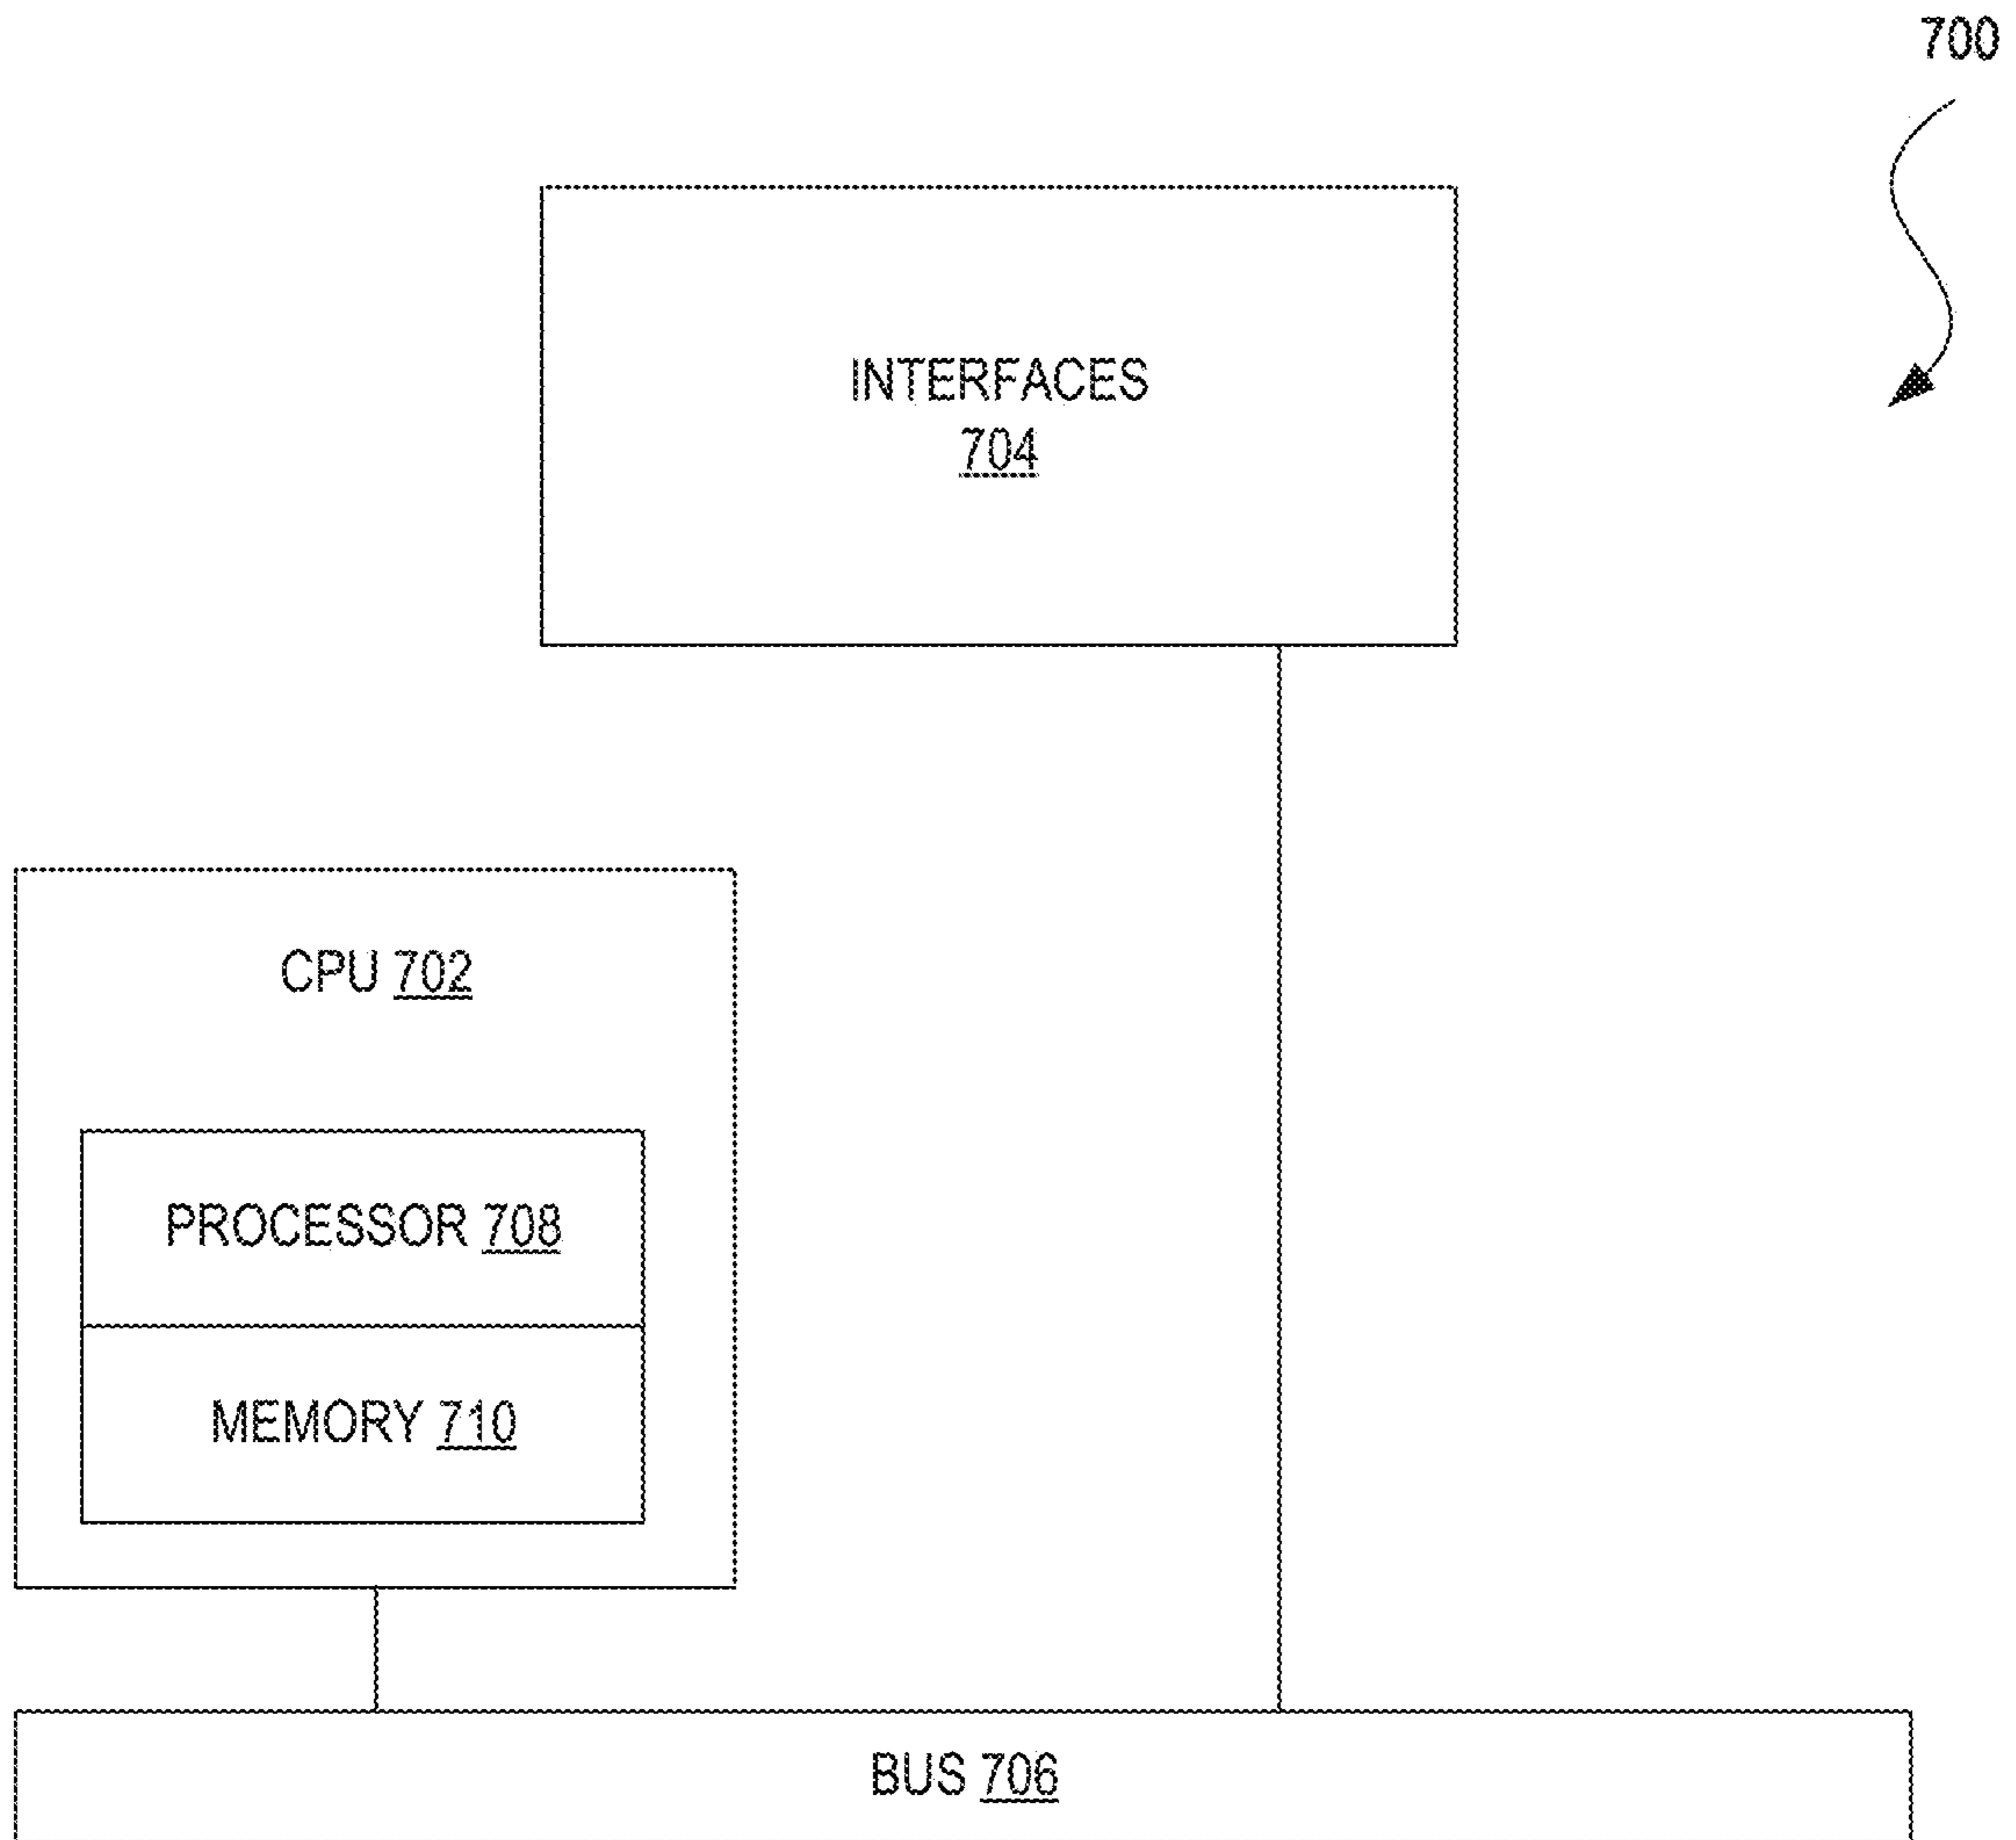 700
INTERFACES
704
CPU 702
PROCESSOR 708
MEMORY 710
BUS 706